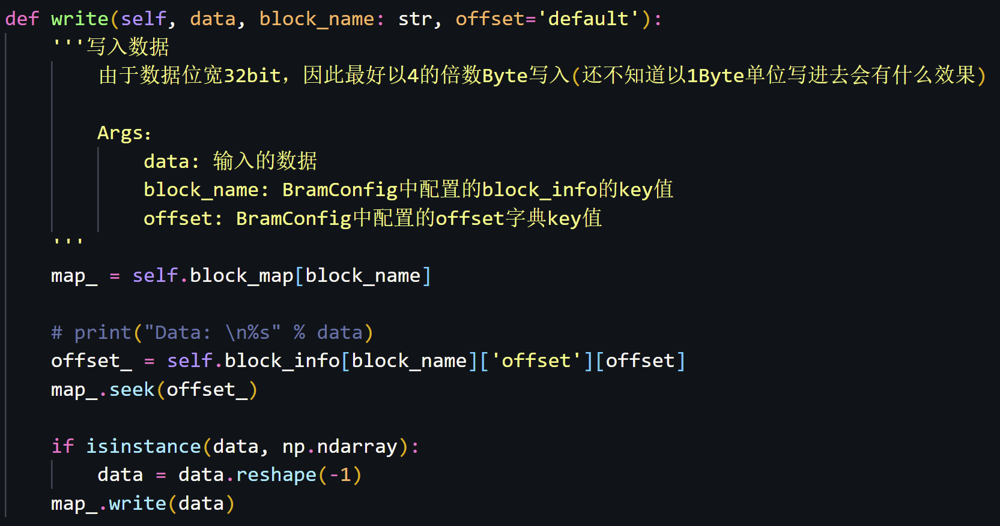 def write(self, data, block_name: str, offset='default'):
'''写入数据
由于数据位宽32bit，因此最好以4的倍数Byte写入(还不知道以1Byte单位写进去会有什么效果)
Args：
data: 输入的数据
block_name: BramConfig中配置的block_info的key值
offset: BramConfig中配置的offset字典key值
'''
map_ = self.block_map[block_name]
# print("Data: \n%s" % data)
offset_ = self.block_info[block_name]['offset'][offset]
map_.seek(offset_)
if isinstance(data, np.ndarray):
data = data.reshape(-1)
map_.write(data)